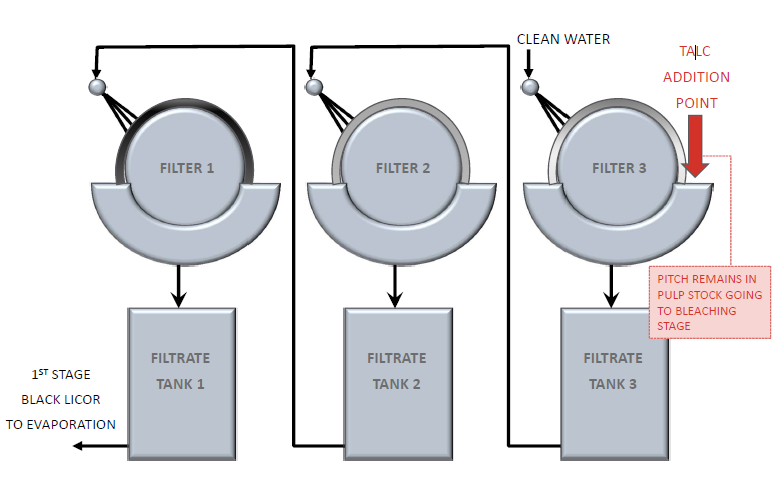 CLEAN WATER
TALC
ADDITION
POINT
FILTER 1
FILTER 2
FILTER 3
PITCH REMAINS IN
PULP STOCK GOING
TO BLEACHING
STAGE
FILTRATE
TANK 1
FILTRATE
TANK 2
FILTRATE
TANK 3
1ST STAGE
BLACK LICOR
TO EVAPORATION